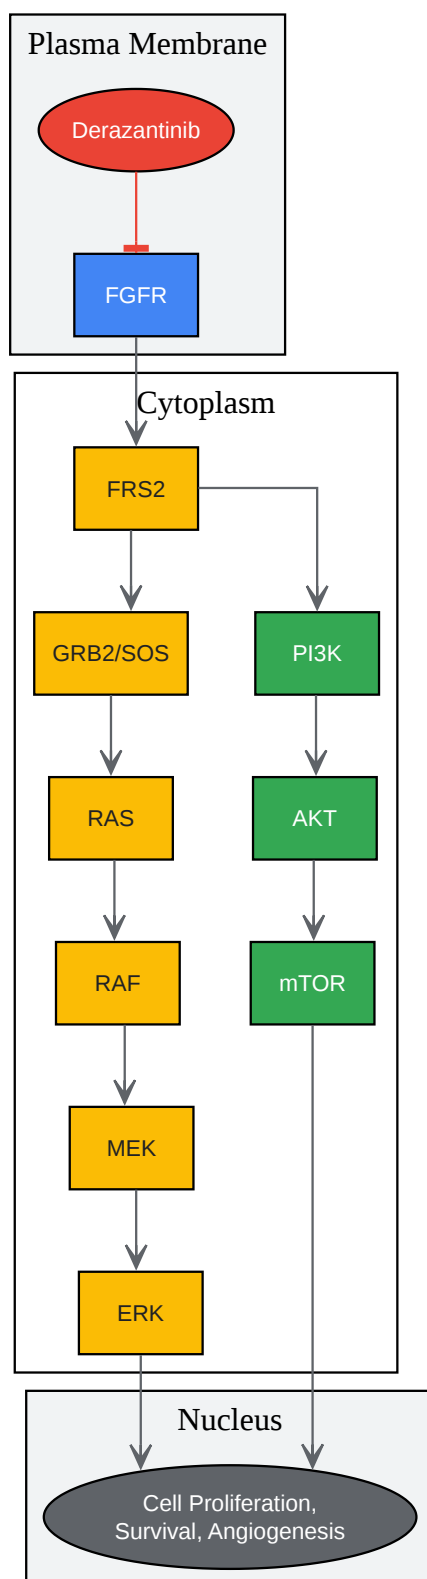 Plasma Membrane
Derazantinib
FGFR
Cytoplasm
FRS2
GRB2/SOS
PI3K
RAS
AKT
RAF
mTOR
MEK
ERK
Nucleus
Cell Proliferation,
Survival, Angiogenesis